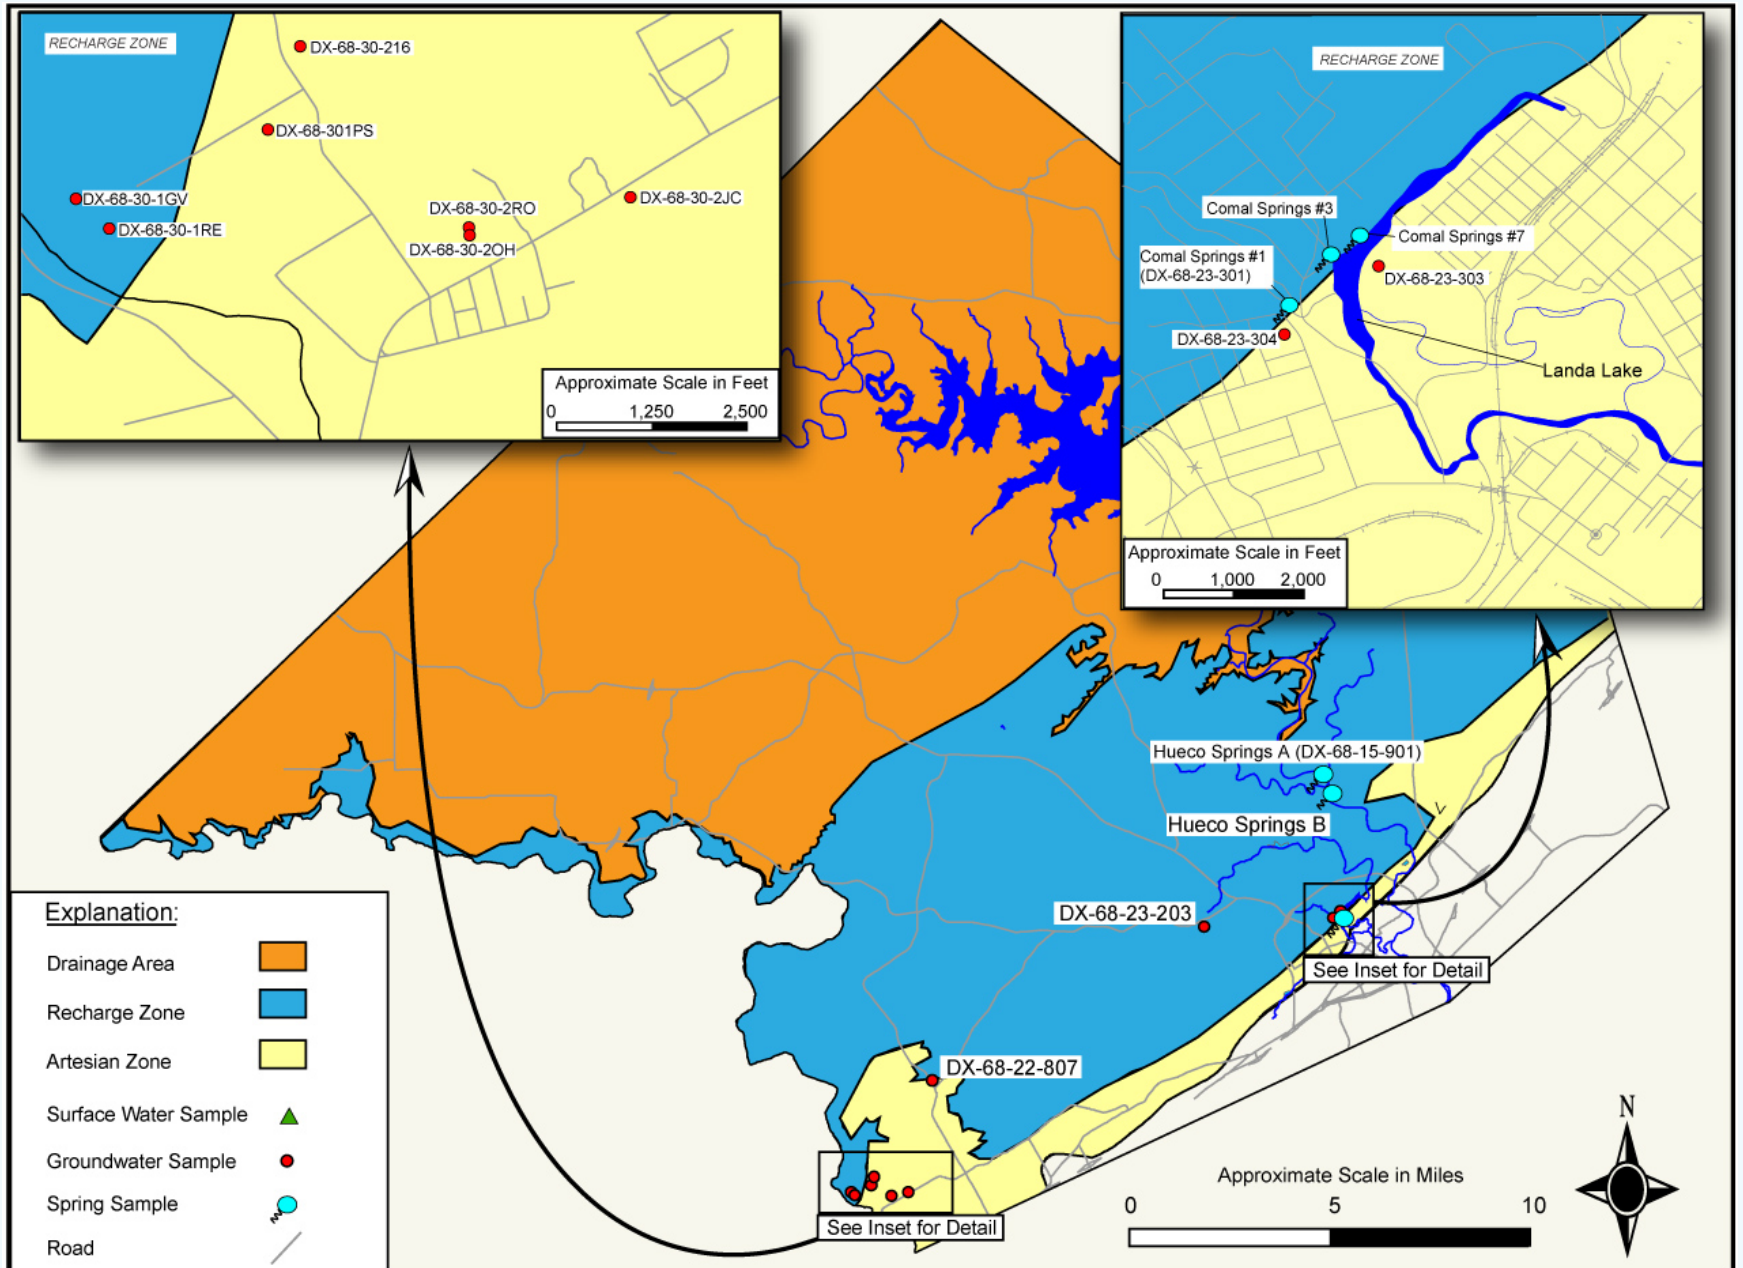 RECHARGE ZONE
DX-68-30-216
DX-68-301PS
DX-68-30-1GV
DX-68-30-1RE
DX-68-30-2RO
DX-68-30-2OH
DX-68-30-2JC
Approximate Scale in Feet
0 1,250 2,500
RECHARGE ZONE
Comal Springs #3
Comal Springs #7
Comal Springs #1
(DX-68-23-301)
DX-68-23-303
DX-68-23-304
Landa Lake
Approximate Scale in Feet
0 1,000 2,000
Hueco Springs A (DX-68-15-901)
Hueco Springs B
DX-68-23-203
See Inset for Detail
DX-68-22-807
See Inset for Detail
Explanation:
Drainage Area
Recharge Zone
Artesian Zone
Surface Water Sample
Groundwater Sample
Spring Sample
Road
Approximate Scale in Miles
0 5 10
N